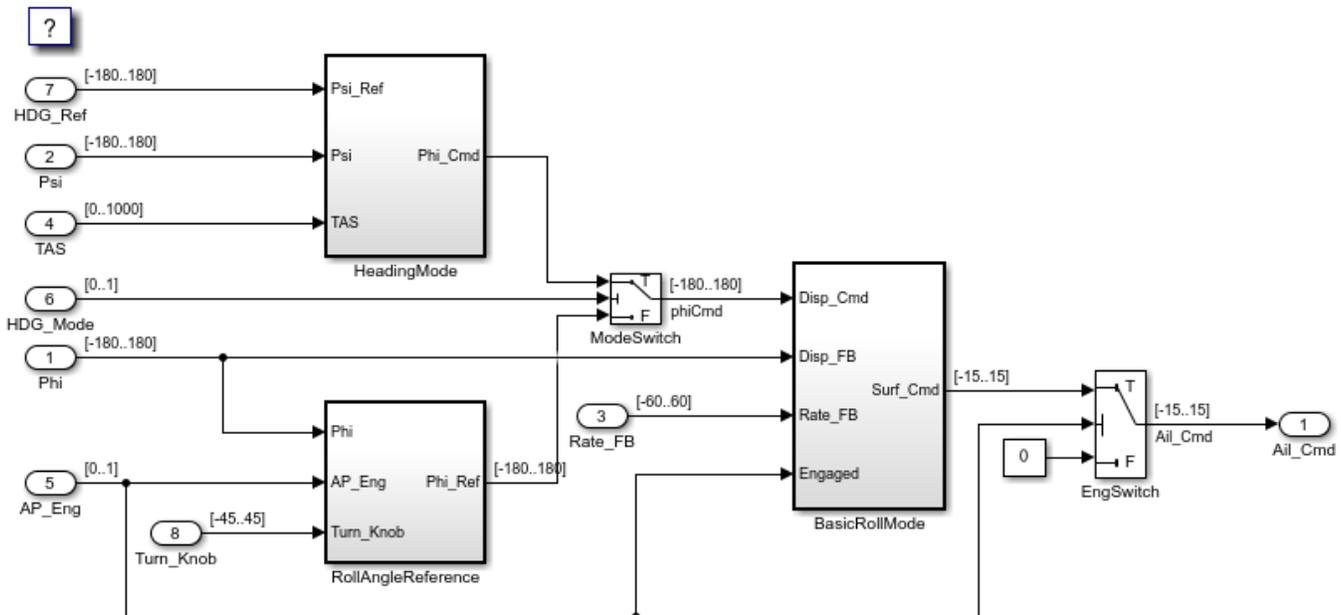 ?
[-180..180]
7
HDG_Ref
Psi_Ref
[-180..180]
2
Psi
Psi
Phi_Cmd
[0..1000]
4
TAS
TAS
HeadingMode
[0..1]
6
HDG_Mode
T
F
ModeSwitch
[-180..180]
phiCmd
Disp_Cmd
[-180..180]
1
Phi
Disp_FB
Surf_Cmd
[-15..15]
[-60..60]
3
Rate_FB
Rate_FB
Phi
[0..1]
5
AP_Eng
AP_Eng
Phi_Ref
[-180..180]
Engaged
BasicRollMode
[-45..45]
8
Turn_Knob
Turn_Knob
RollAngleReference
0
T
F
EngSwitch
[-15..15]
Ail_Cmd
1
Ail_Cmd